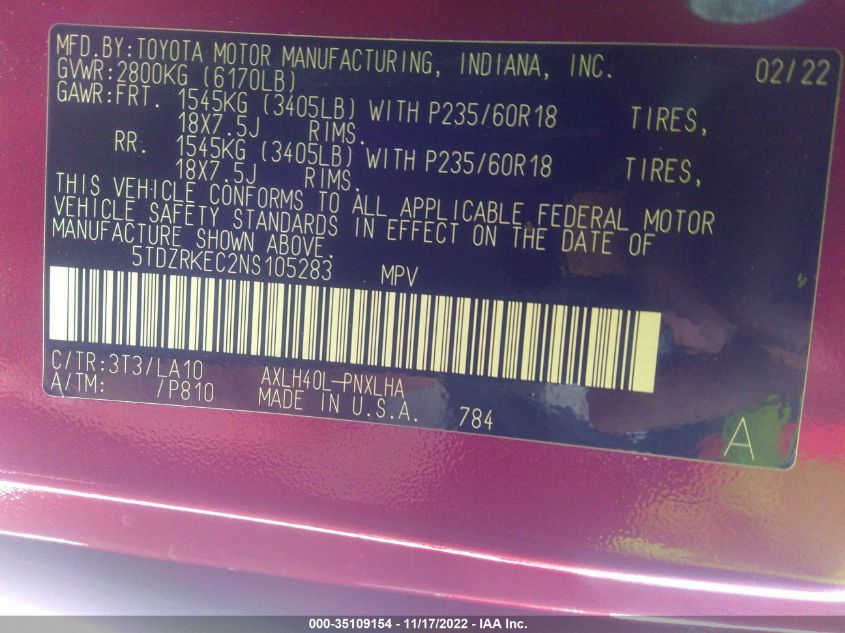 MFD.BY:TOYOTA MOTOR MANUFACTURING, INDIANA, INC. 02/22
GVWR:2800KG (6170LB)
GAWR:FRT. 1545KG (3405LB) WITH P235/60R18 TIRES,
18X7.5J RIMS.
RR. 1545KG (3405LB) WITH P235/60R18 TIRES,
18X7.5J RIMS.
THIS VEHICLE CONFORMS TO ALL APPLICABLE FEDERAL MOTOR
VEHICLE SAFETY STANDARDS IN EFFECT ON THE DATE OF
MANUFACTURE SHOWN ABOVE.
5TDZRKEC2NS105283 MPV
C/TR:3T3/LA10 AXLH40L-PNXLHA
A/TM: /P810 MADE IN U.S.A. 784
A
000-35109154 - 11/17/2022 - IAA Inc.